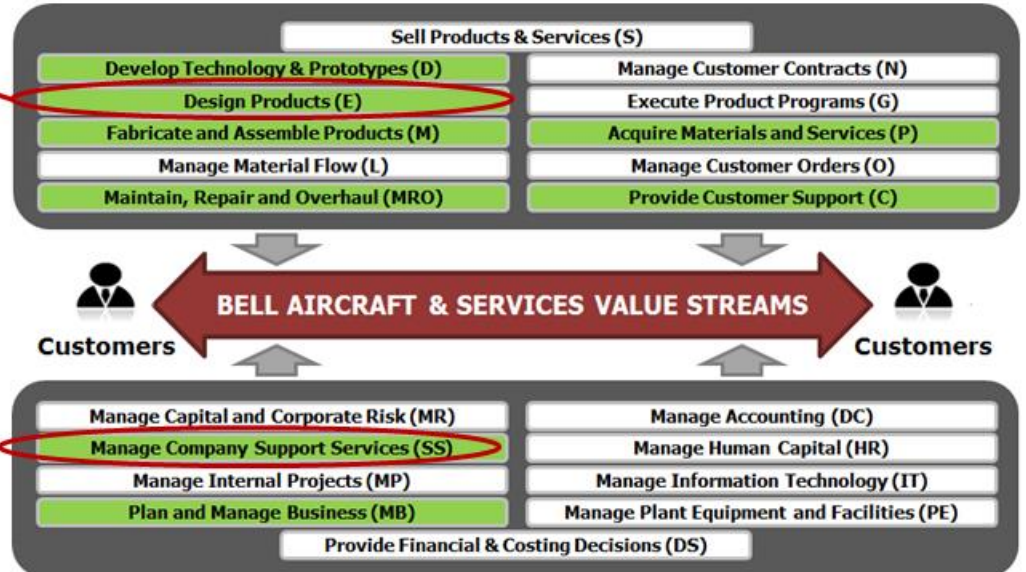 Sell Products & Services (S)
Develop Technology & Prototypes (D)
Manage Customer Contracts (N)
Design Products (E)
Execute Product Programs (G)
Fabricate and Assemble Products (M)
Acquire Materials and Services (P)
Manage Material Flow (L)
Manage Customer Orders (O)
Maintain, Repair and Overhaul (MRO)
Provide Customer Support (C)
BELL AIRCRAFT & SERVICES VALUE STREAMS
Customers
Customers
Manage Capital and Corporate Risk (MR)
Manage Accounting (DC)
Manage Company Support Services (SS)
Manage Human Capital (HR)
Manage Internal Projects (MP)
Manage Information Technology (IT)
Plan and Manage Business (MB)
Manage Plant Equipment and Facilities (PE)
Provide Financial & Costing Decisions (DS)